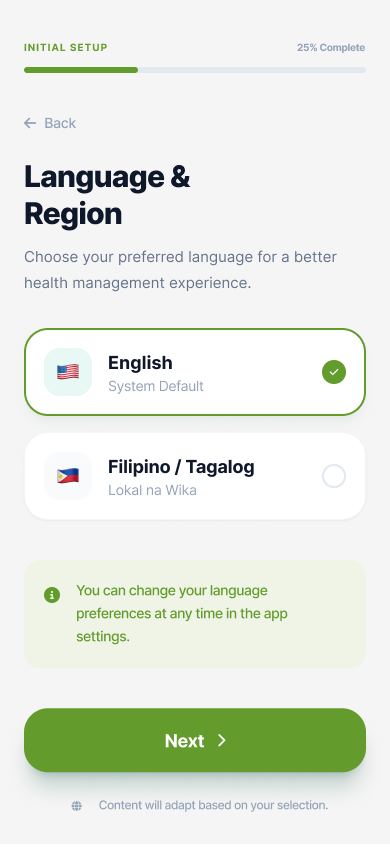 INITIAL SETUP
25% Complete
Back
Language &
Region
Choose your preferred language for a better
health management experience.
English
System Default
Filipino / Tagalog
Lokal na Wika
You can change your language
preferences at any time in the app
settings.
Next
Content will adapt based on your selection.